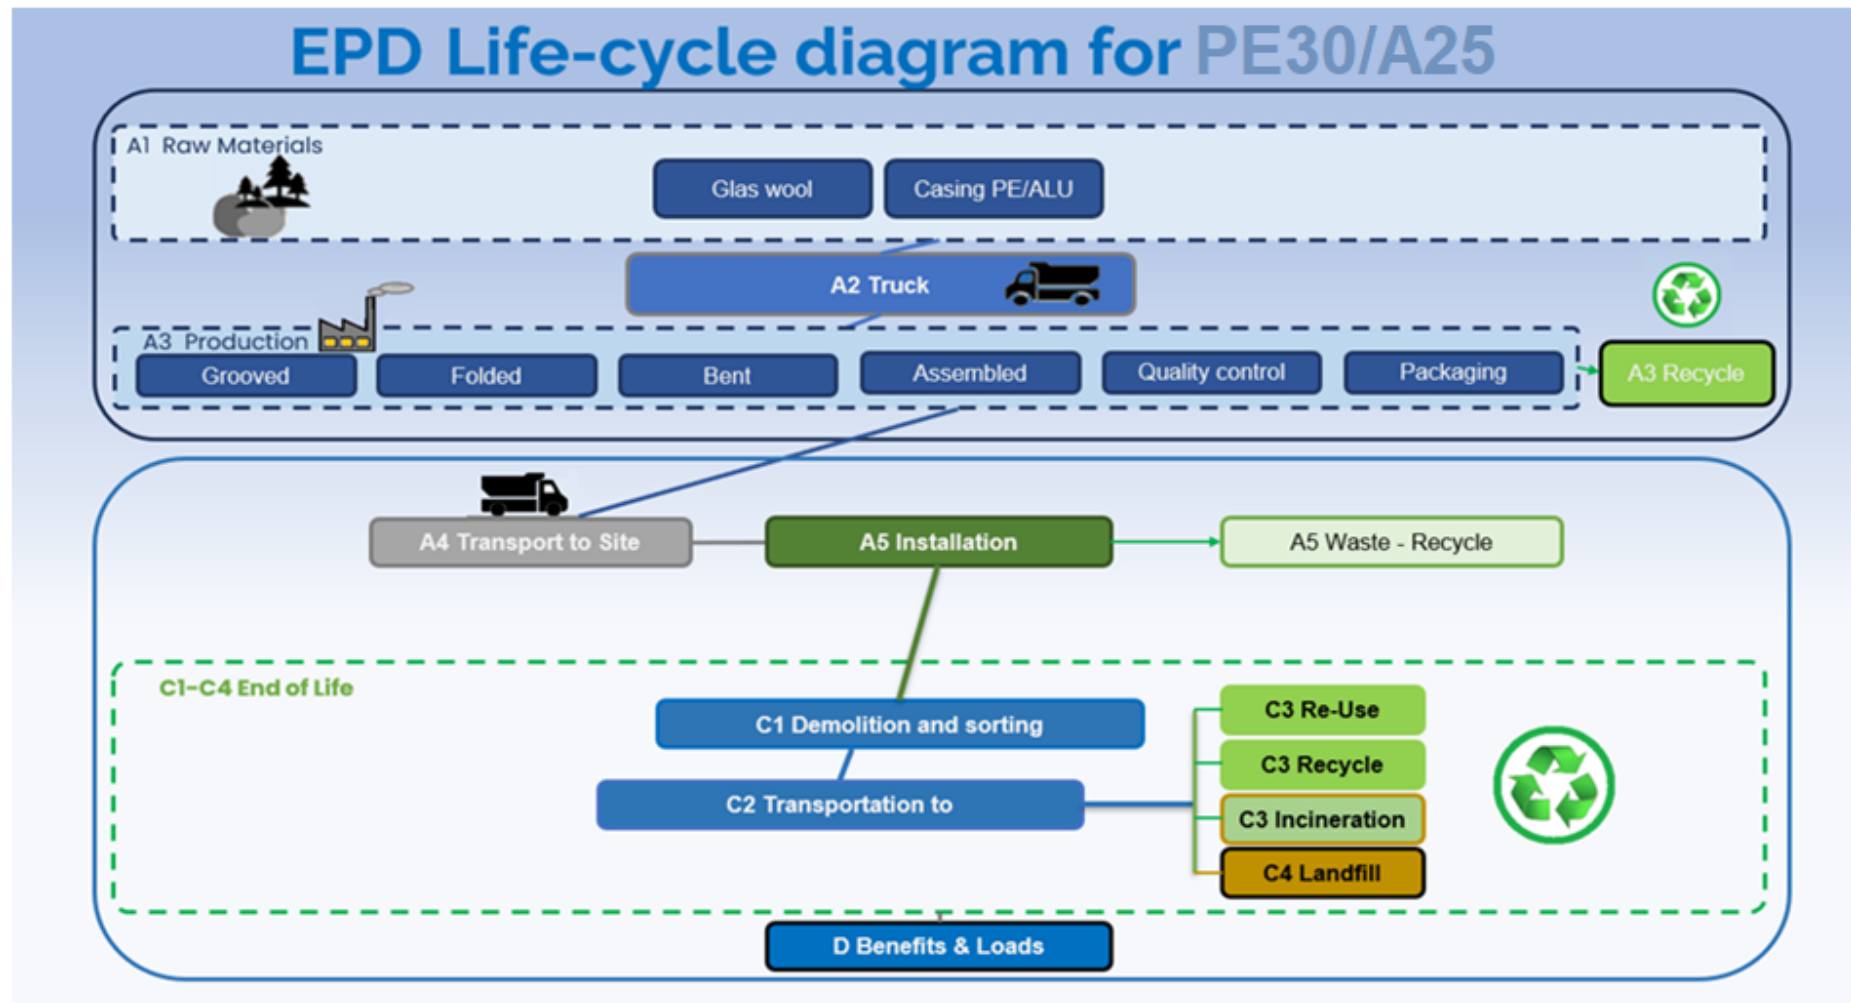 EPD Life-cycle diagram for PE30/A25
A1 Raw Materials
Glas wool
Casing PE/ALU
A2 Truck
A3 Production
Grooved
Folded
Bent
Assembled
Quality control
Packaging
A3 Recycle
A4 Transport to Site
A5 Installation
A5 Waste - Recycle
C1-C4 End of Life
C1 Demolition and sorting
C2 Transportation to
C3 Re-Use
C3 Recycle
C3 Incineration
C4 Landfill
D Benefits & Loads